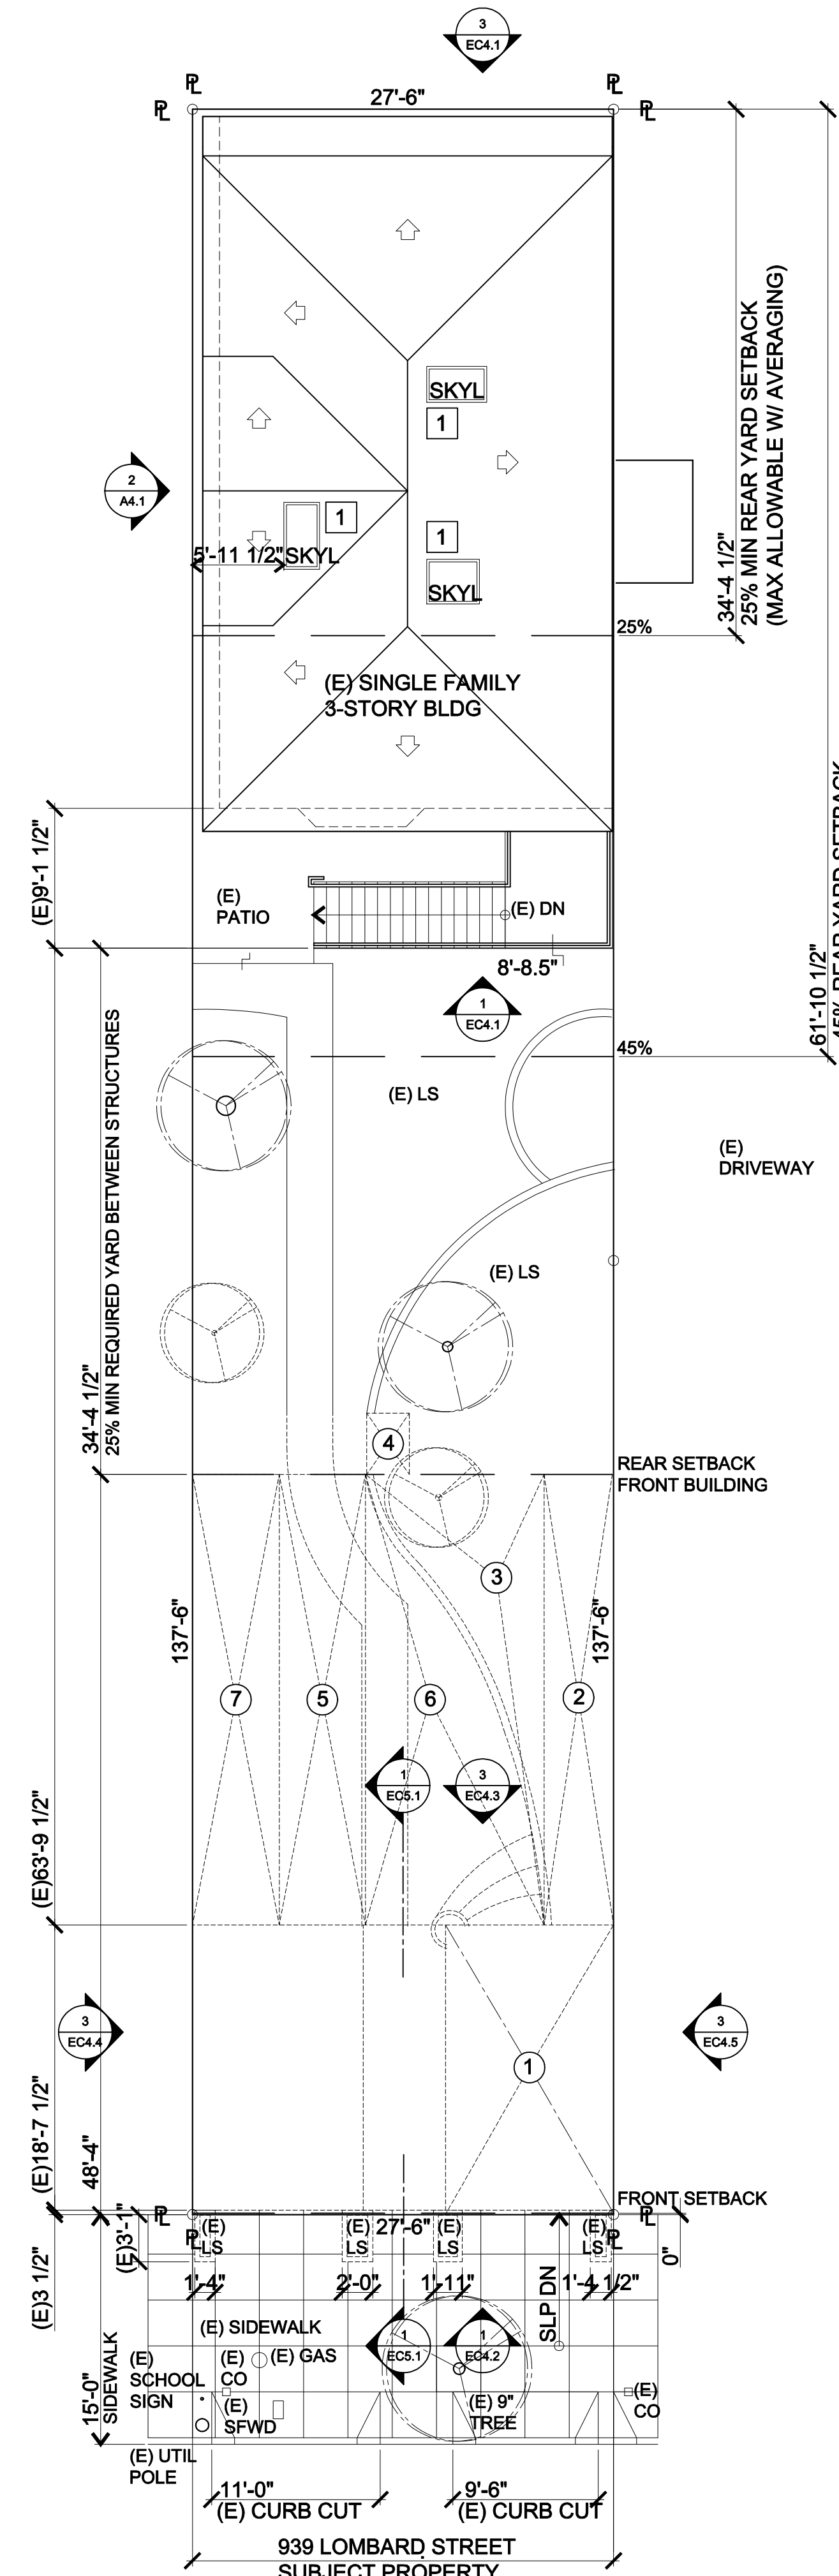 3
EC4.1
PL
PL
27'-6"
PL
PL
34'-4 1/2"
25% MIN REAR YARD SETBACK
(MAX ALLOWABLE W/ AVERAGING)
SKYL
1
2
A4.1
1
5'-11 1/2"
SKYL
1
SKYL
25%
(E) SINGLE FAMILY
3-STORY BLDG
61'-10 1/2"
45% REAR YARD SETBACK
(E)9'-1 1/2"
(E)
PATIO
(E) DN
8'-8.5"
1
EC4.1
45%
(E) LS
(E)
DRIVEWAY
34'-4 1/2"
25% MIN REQUIRED YARD BETWEEN STRUCTURES
(E) LS
4
REAR SETBACK
FRONT BUILDING
3
137'-6"
137'-6"
7
5
6
2
1
EC5.1
3
EC4.3
(E)63'-9 1/2"
3
EC4.4
3
EC4.5
1
(E)18'-7 1/2"
48'-4"
FRONT SETBACK
PL
PL
PL
PL
27'-6"
(E)3'-1"
(E)
LS
(E)
LS
(E)
LS
(E)
LS
0"
(E)3 1/2"
1'-4"
2'-0"
1'-11"
1'-4 1/2"
SLP DN
(E) SIDEWALK
1
EC5.1
1
EC4.2
15'-0"
SIDEWALK
(E)
SCHOOL
SIGN
(E)
CO
(E) GAS
(E)
SFWD
(E) 9"
TREE
(E)
CO
(E) UTIL
POLE
11'-0"
(E) CURB CUT
9'-6"
(E) CURB CUT
939 LOMBARD STREET
SUBJECT PROPERTY